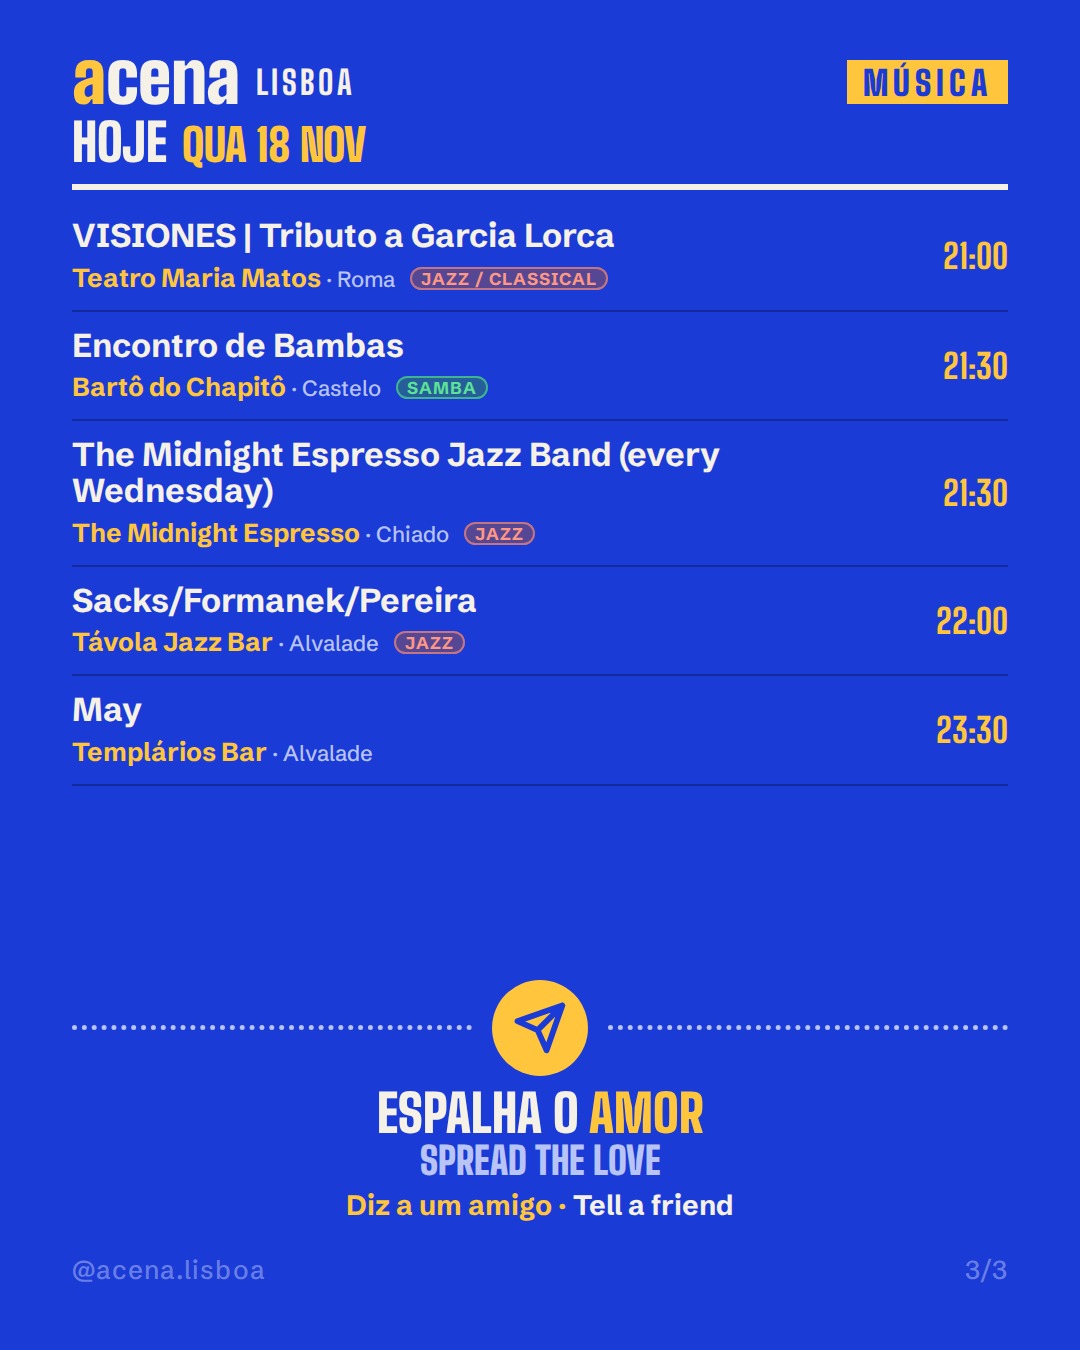 acena LISBOA
MÚSICA
HOJE QUA 18 NOV
VISIONES | Tributo a Garcia Lorca
Teatro Maria Matos · Roma JAZZ / CLASSICAL
21:00
Encontro de Bambas
Bartô do Chapitô · Castelo SAMBA
21:30
The Midnight Espresso Jazz Band (every
Wednesday)
The Midnight Espresso · Chiado JAZZ
21:30
Sacks/Formanek/Pereira
Távola Jazz Bar · Alvalade JAZZ
22:00
May
Templários Bar · Alvalade
23:30
ESPALHA O AMOR
SPREAD THE LOVE
Diz a um amigo · Tell a friend
@acena.lisboa
3/3